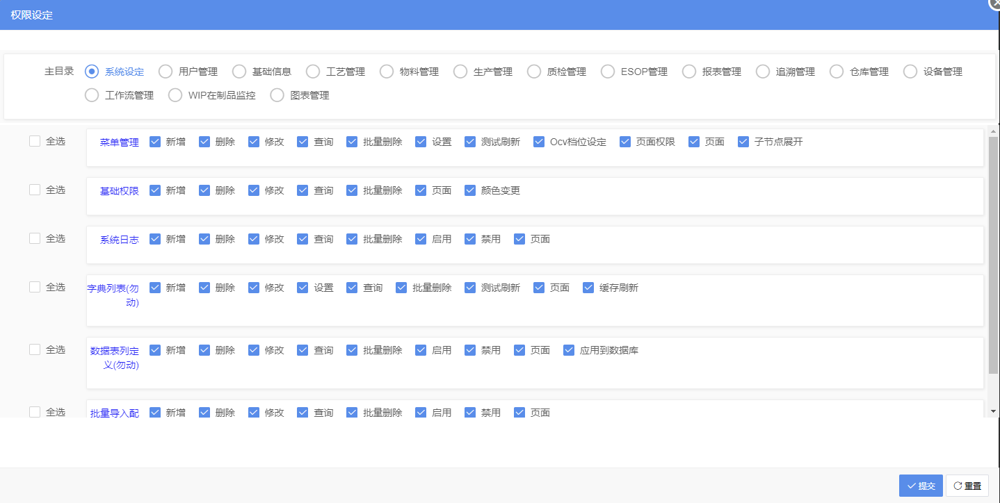 权限设定
主目录 系统设定 用户管理 基础信息 工艺管理 物料管理 生产管理 质检管理 ESOP管理 报表管理 追溯管理 仓库管理 设备管理
工作流管理 WIP在制品监控 图表管理
全选 菜单管理 新增 删除 修改 查询 批量删除 设置 测试刷新 Ocv档位设定 页面权限 页面 子节点展开
全选 基础权限 新增 删除 修改 查询 批量删除 页面 颜色变更
全选 系统日志 新增 删除 修改 查询 批量删除 启用 禁用 页面
全选 字典列表(勿 新增 删除 修改 设置 查询 批量删除 测试刷新 页面 缓存刷新
动)
全选 数据表列定 新增 删除 修改 查询 批量删除 启用 禁用 页面 应用到数据库
义(勿动)
全选 批量导入配 新增 删除 修改 查询 批量删除 启用 禁用 页面
提交 重置